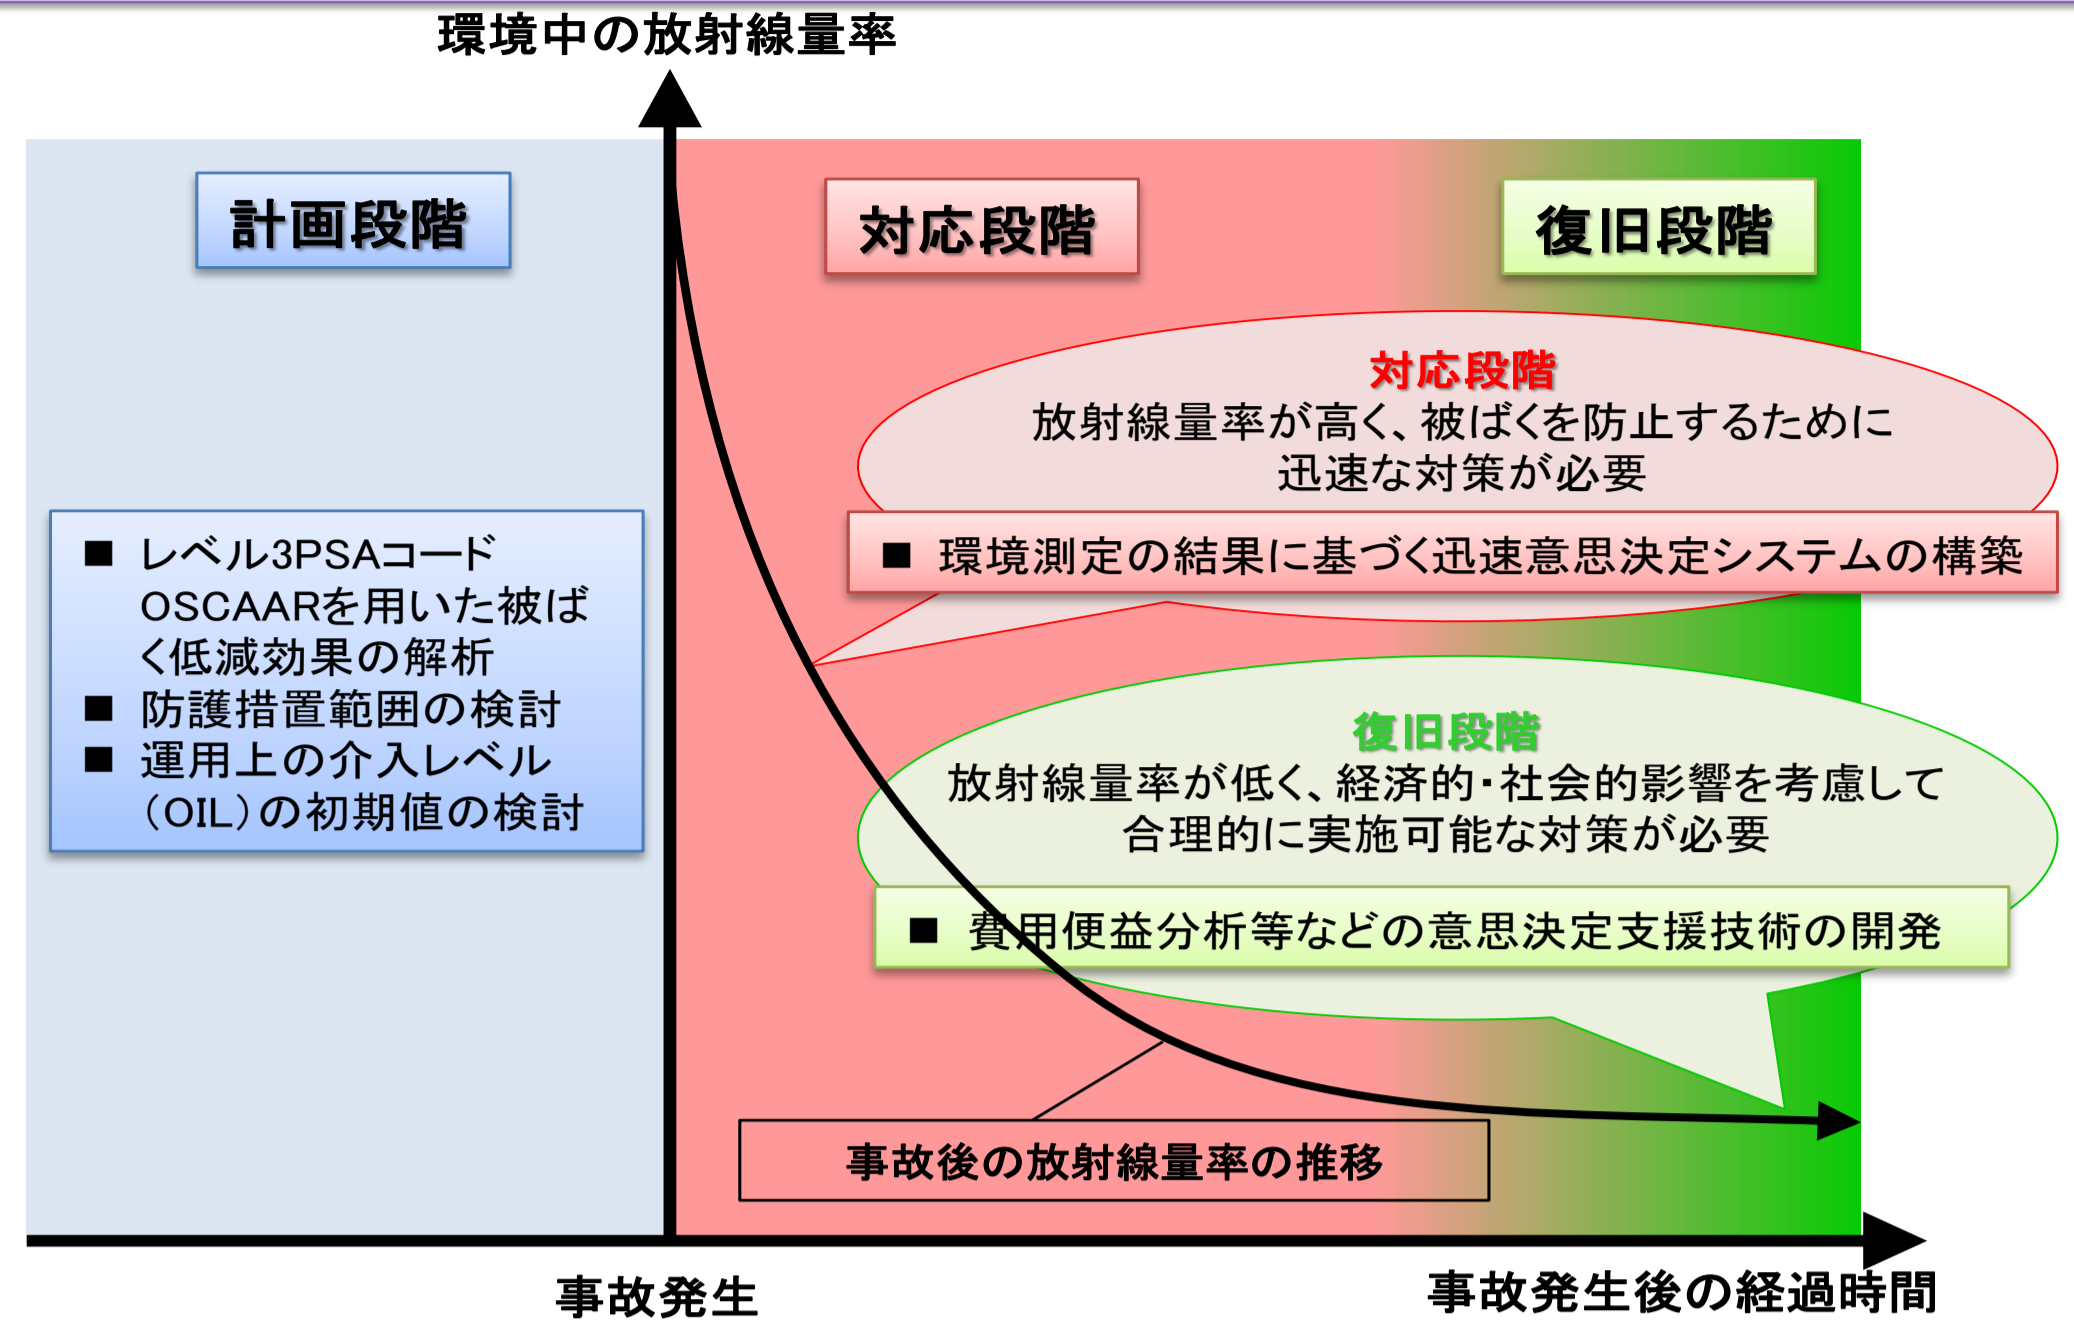 環境中の放射線量率
計画段階
対応段階
復旧段階
対応段階
放射線量率が高く、被ばくを防止するために
迅速な対策が必要
■ 環境測定の結果に基づく迅速意思決定システムの構築
■ レベル3PSAコード
OSCAARを用いた被ば
く低減効果の解析
■ 防護措置範囲の検討
■ 運用上の介入レベル
（OIL）の初期値の検討
復旧段階
放射線量率が低く、経済的・社会的影響を考慮して
合理的に実施可能な対策が必要
■ 費用便益分析等などの意思決定支援技術の開発
事故後の放射線量率の推移
事故発生
事故発生後の経過時間